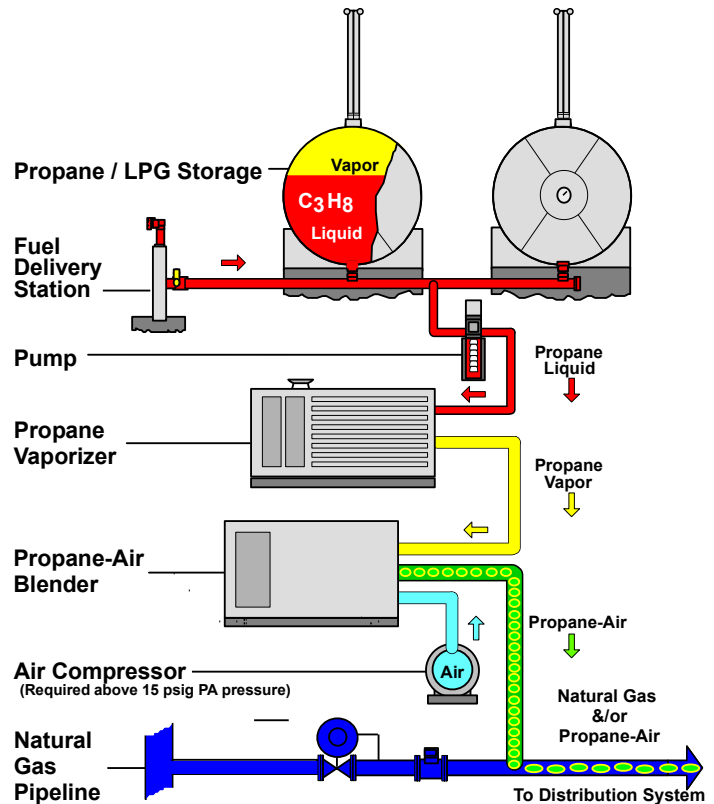 Propane / LPG Storage
Vapor
C3H8
Liquid
Fuel
Delivery
Station
Pump
Propane
Liquid
Propane
Vaporizer
Propane
Vapor
Propane-Air
Blender
Propane-Air
Air Compressor
(Required above 15 psig PA pressure)
Air
Natural Gas
&/or
Propane-Air
Natural
Gas
Pipeline
To Distribution System